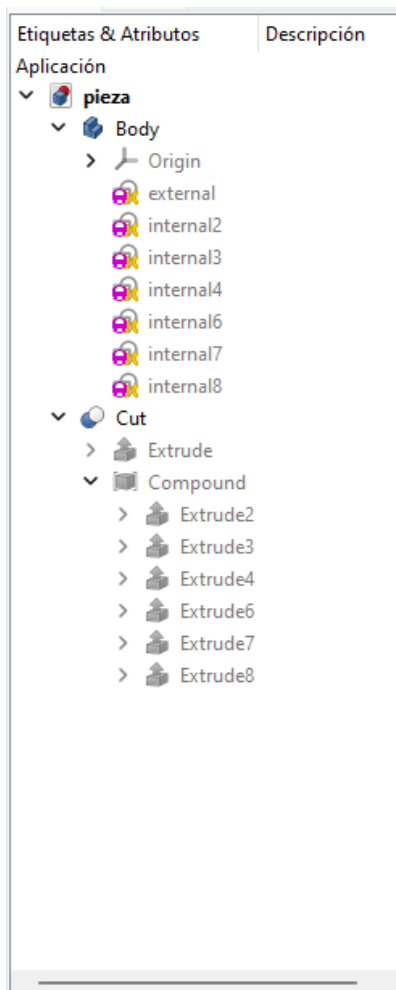 Etiquetas & Atributos Descripción
Aplicación
pieza
Body
Origin
external
internal2
internal3
internal4
internal6
internal7
internal8
Cut
Extrude
Compound
Extrude2
Extrude3
Extrude4
Extrude6
Extrude7
Extrude8